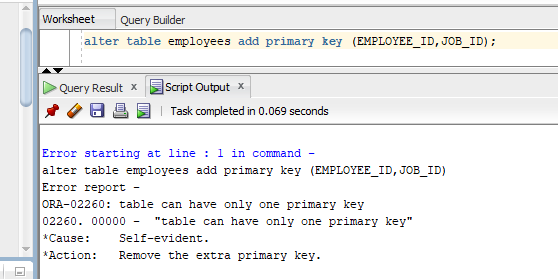 Worksheet Query Builder
alter table employees add primary key (EMPLOYEE_ID,JOB_ID);
Query Result x Script Output x
Task completed in 0.069 seconds
Error starting at line : 1 in command -
alter table employees add primary key (EMPLOYEE_ID,JOB_ID)
Error report -
ORA-02260: table can have only one primary key
02260. 00000 -  "table can have only one primary key"
*Cause:    Self-evident.
*Action:   Remove the extra primary key.